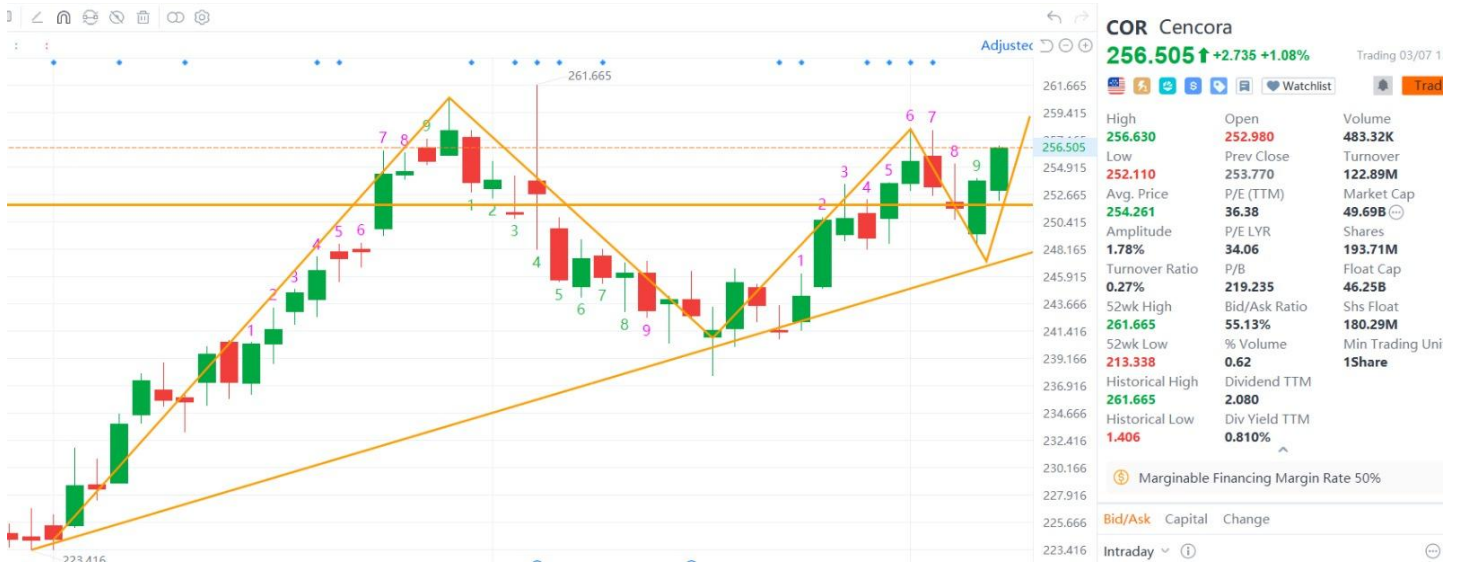 Adjusted
261.665
261.665
259.415
256.505
254.915
252.665
250.415
248.165
245.915
243.666
241.416
239.166
236.916
234.666
232.416
230.166
227.916
225.666
223.416
1
2
3
4
5
6
7
8
9
1
2
3
4
5
6
7
8
9
1
2
3
4
5
6
7
8
9
223.416
COR Cencora
256.505 +2.735 +1.08% Trading 03/07 1
Watchlist Trad
High Open Volume
256.630 252.980 483.32K
Low Prev Close Turnover
252.110 253.770 122.89M
Avg. Price P/E (TTM) Market Cap
254.261 36.38 49.69B
Amplitude P/E LYR Shares
1.78% 34.06 193.71M
Turnover Ratio P/B Float Cap
0.27% 219.235 46.25B
52wk High Bid/Ask Ratio Shs Float
261.665 55.13% 180.29M
52wk Low % Volume Min Trading Uni
213.338 0.62 1Share
Historical High Dividend TTM
261.665 2.080
Historical Low Div Yield TTM
1.406 0.810%
Marginable Financing Margin Rate 50%
Bid/Ask Capital Change
Intraday